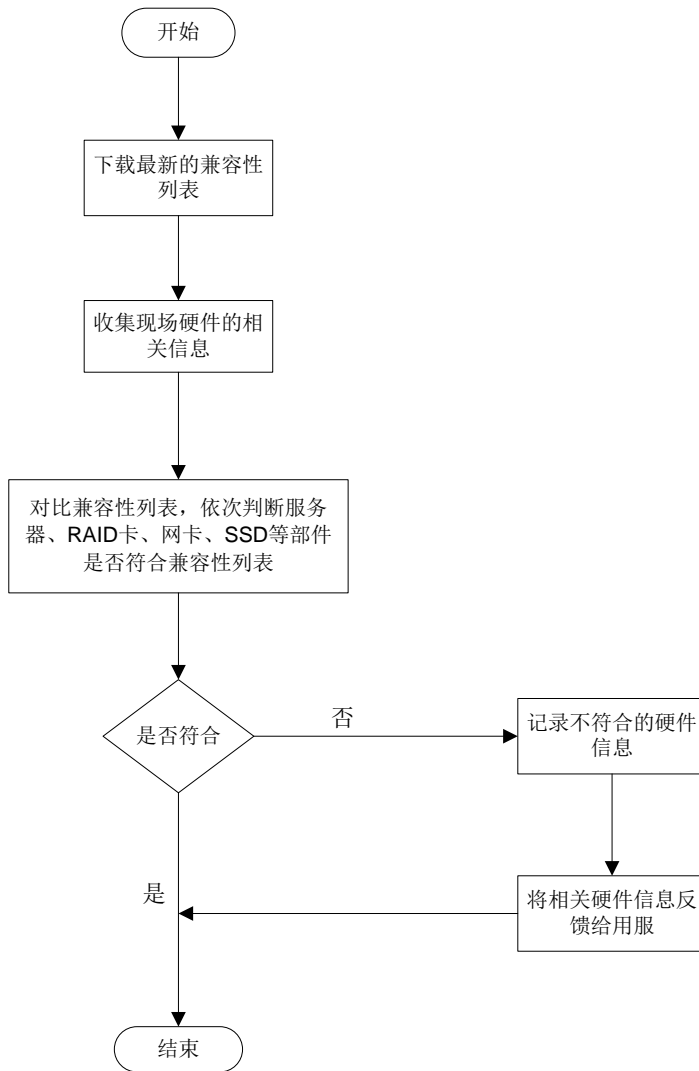 开始
下载最新的兼容性
列表
收集现场硬件的相
关信息
对比兼容性列表，依次判断服务
器、RAID卡、网卡、SSD等部件
是否符合兼容性列表
是否符合
否
记录不符合的硬件
信息
是
将相关硬件信息反
馈给用服
结束